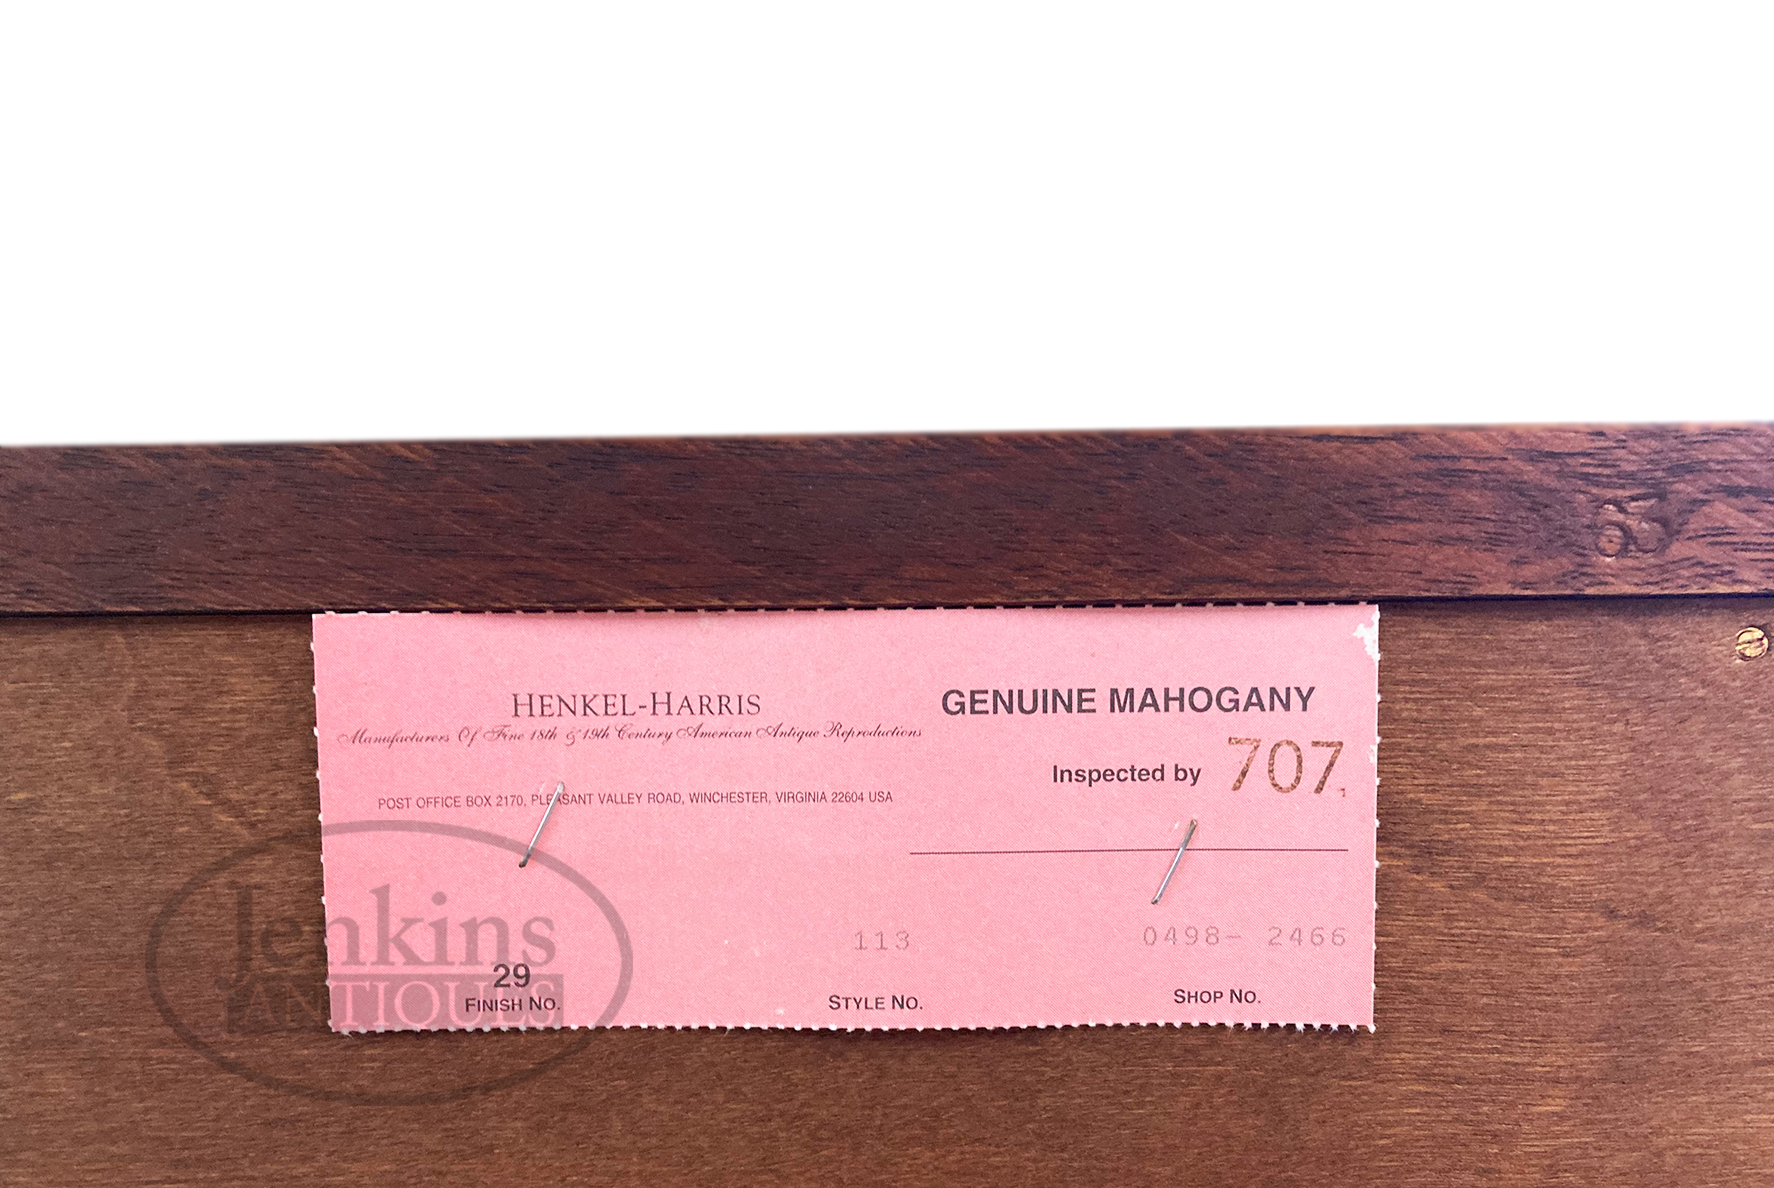 65
HENKEL-HARRIS
Manufacturers Of Fine 18th & 19th Century American Antique Reproductions
POST OFFICE BOX 2170, PLEASANT VALLEY ROAD, WINCHESTER, VIRGINIA 22604 USA
GENUINE MAHOGANY
Inspected by 707
29
FINISH NO.
113
STYLE NO.
0498- 2466
SHOP NO.
Jenkins
ANTIQUES